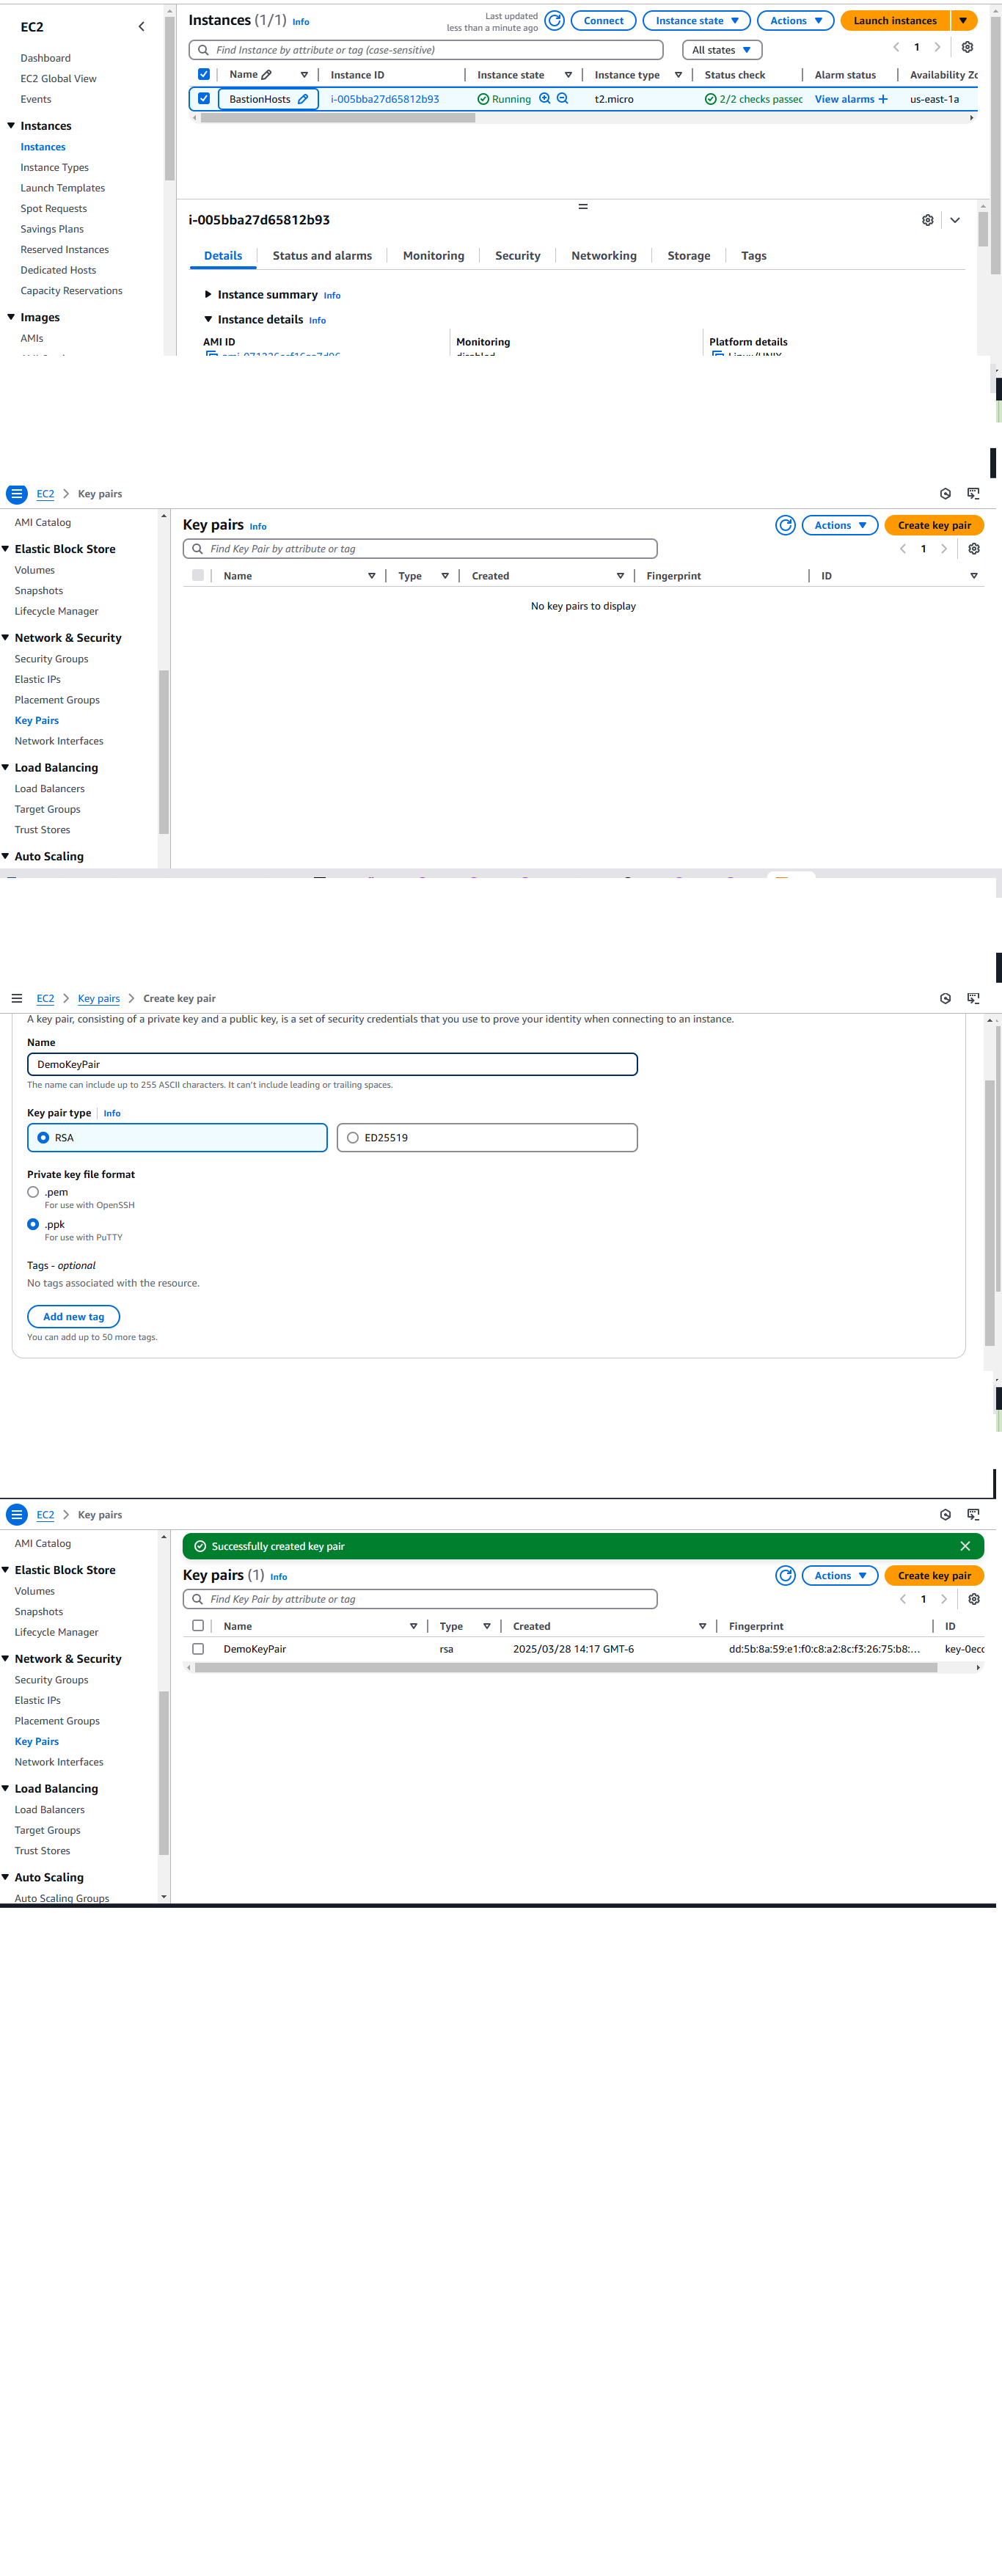 EC2
Dashboard
EC2 Global View
Events
Instances
Instances
Instance Types
Launch Templates
Spot Requests
Savings Plans
Reserved Instances
Dedicated Hosts
Capacity Reservations
Images
AMIs
Instances (1/1) Info
Last updated
less than a minute ago
Connect Instance state Actions Launch instances
Find Instance by attribute or tag (case-sensitive) All states 1
Name Instance ID Instance state Instance type Status check Alarm status Availability Zo
BastionHosts i-005bba27d65812b93 Running t2.micro 2/2 checks passec View alarms + us-east-1a
i-005bba27d65812b93
Details Status and alarms Monitoring Security Networking Storage Tags
Instance summary Info
Instance details Info
AMI ID Monitoring Platform details
disabled Linux/UNIX
EC2 > Key pairs
AMI Catalog
Elastic Block Store
Volumes
Snapshots
Lifecycle Manager
Network & Security
Security Groups
Elastic IPs
Placement Groups
Key Pairs
Network Interfaces
Load Balancing
Load Balancers
Target Groups
Trust Stores
Auto Scaling
Key pairs Info
Actions Create key pair
Find Key Pair by attribute or tag 1
Name Type Created Fingerprint ID
No key pairs to display
EC2 > Key pairs > Create key pair
A key pair, consisting of a private key and a public key, is a set of security credentials that you use to prove your identity when connecting to an instance.
Name
DemoKeyPair
The name can include up to 255 ASCII characters. It can't include leading or trailing spaces.
Key pair type Info
RSA ED25519
Private key file format
.pem
For use with OpenSSH
.ppk
For use with PuTTY
Tags - optional
No tags associated with the resource.
Add new tag
You can add up to 50 more tags.
EC2 > Key pairs
AMI Catalog
Elastic Block Store
Volumes
Snapshots
Lifecycle Manager
Network & Security
Security Groups
Elastic IPs
Placement Groups
Key Pairs
Network Interfaces
Load Balancing
Load Balancers
Target Groups
Trust Stores
Auto Scaling
Auto Scaling Groups
Successfully created key pair
Key pairs (1) Info
Actions Create key pair
Find Key Pair by attribute or tag 1
Name Type Created Fingerprint ID
DemoKeyPair rsa 2025/03/28 14:17 GMT-6 dd:5b:8a:59:e1:f0:c8:a2:8c:f3:26:75:b8:... key-0ecc